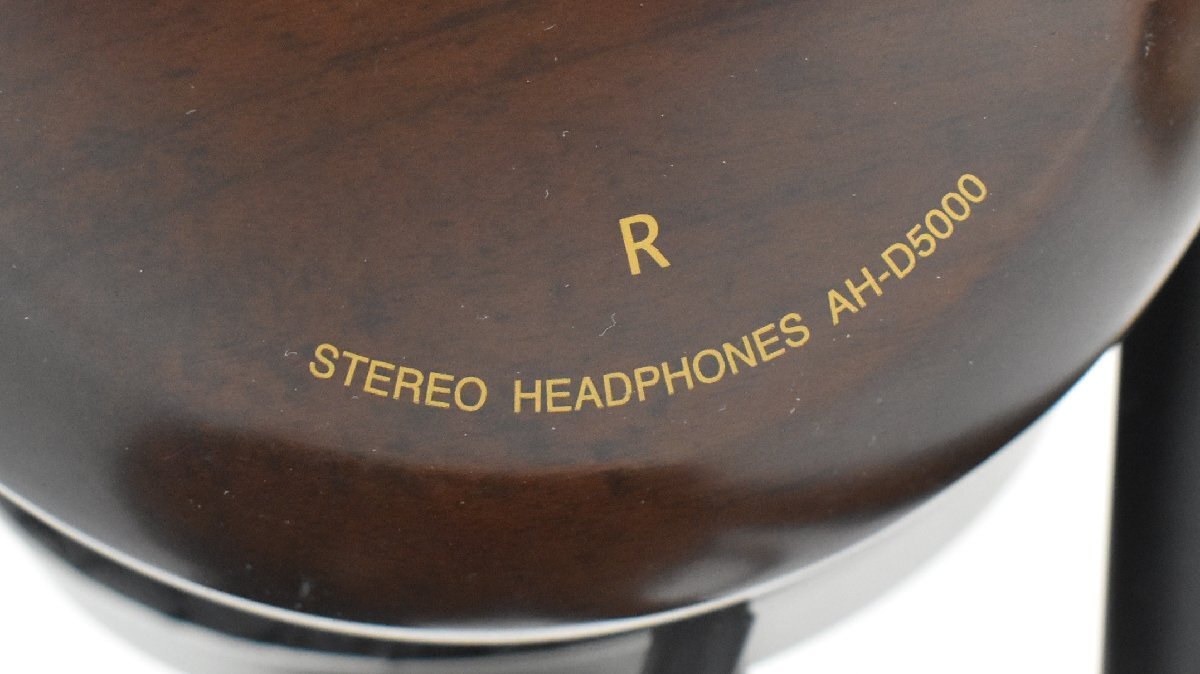 R
STEREO HEADPHONES AH-D5000